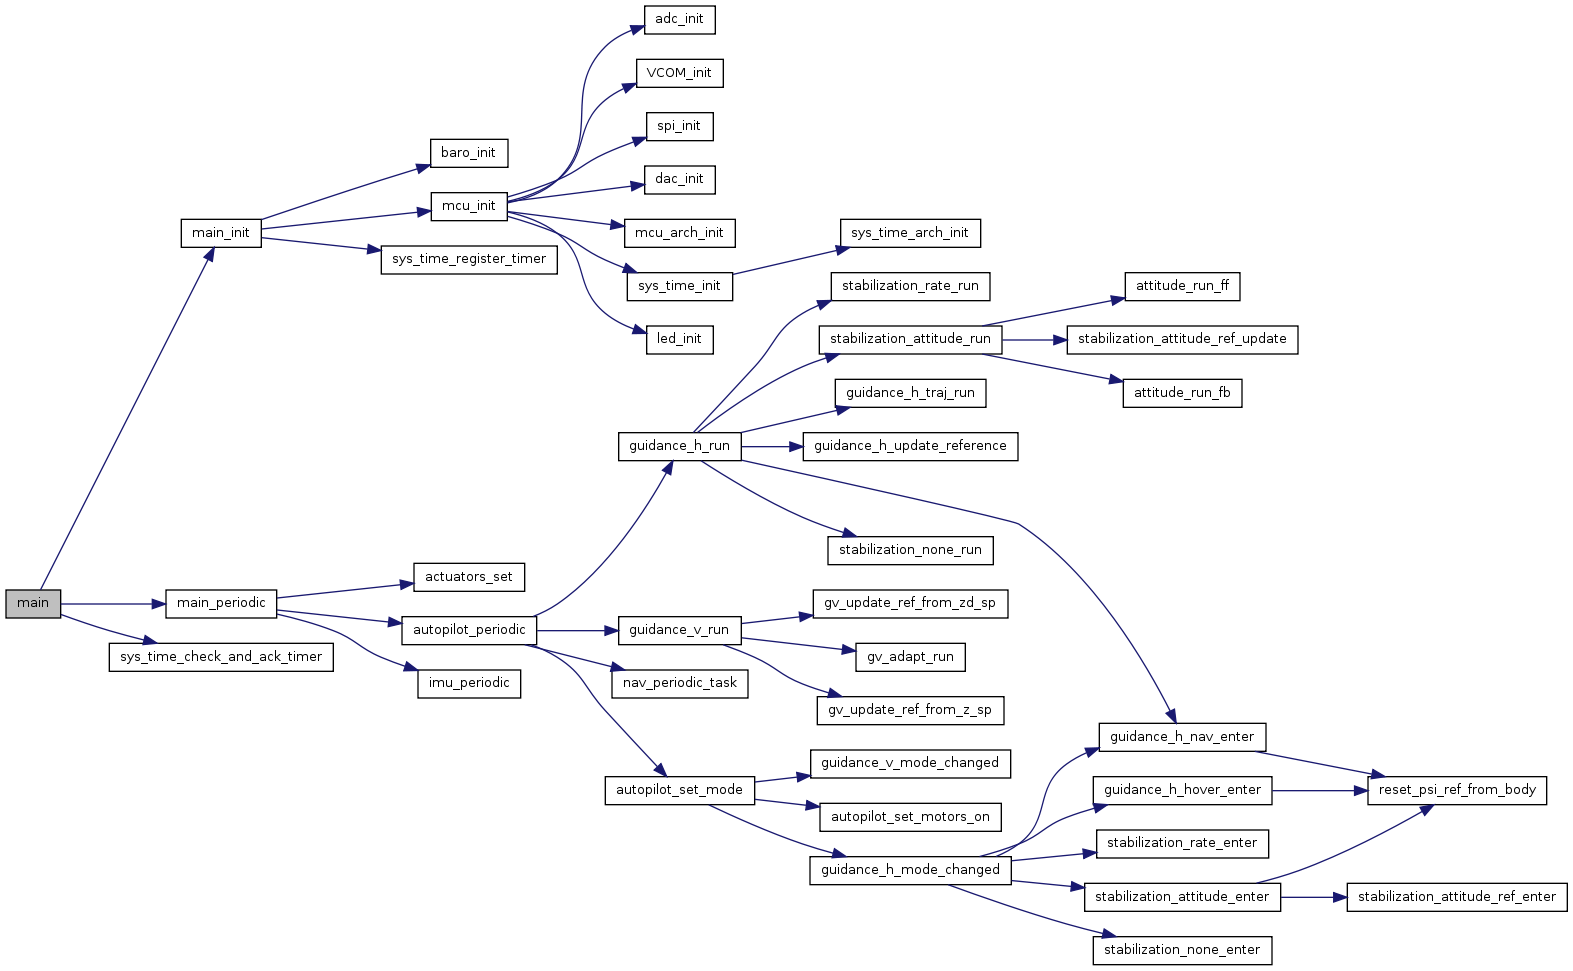 adc_init
VCOM_init
spi_init
baro_init
dac_init
mcu_init
main_init
mcu_arch_init
sys_time_arch_init
sys_time_register_timer
sys_time_init
stabilization_rate_run
attitude_run_ff
led_init
stabilization_attitude_run
stabilization_attitude_ref_update
guidance_h_traj_run
attitude_run_fb
guidance_h_run
guidance_h_update_reference
stabilization_none_run
actuators_set
main
main_periodic
gv_update_ref_from_zd_sp
autopilot_periodic
guidance_v_run
sys_time_check_and_ack_timer
gv_adapt_run
imu_periodic
nav_periodic_task
gv_update_ref_from_z_sp
guidance_h_nav_enter
guidance_v_mode_changed
autopilot_set_mode
guidance_h_hover_enter
reset_psi_ref_from_body
autopilot_set_motors_on
stabilization_rate_enter
guidance_h_mode_changed
stabilization_attitude_enter
stabilization_attitude_ref_enter
stabilization_none_enter